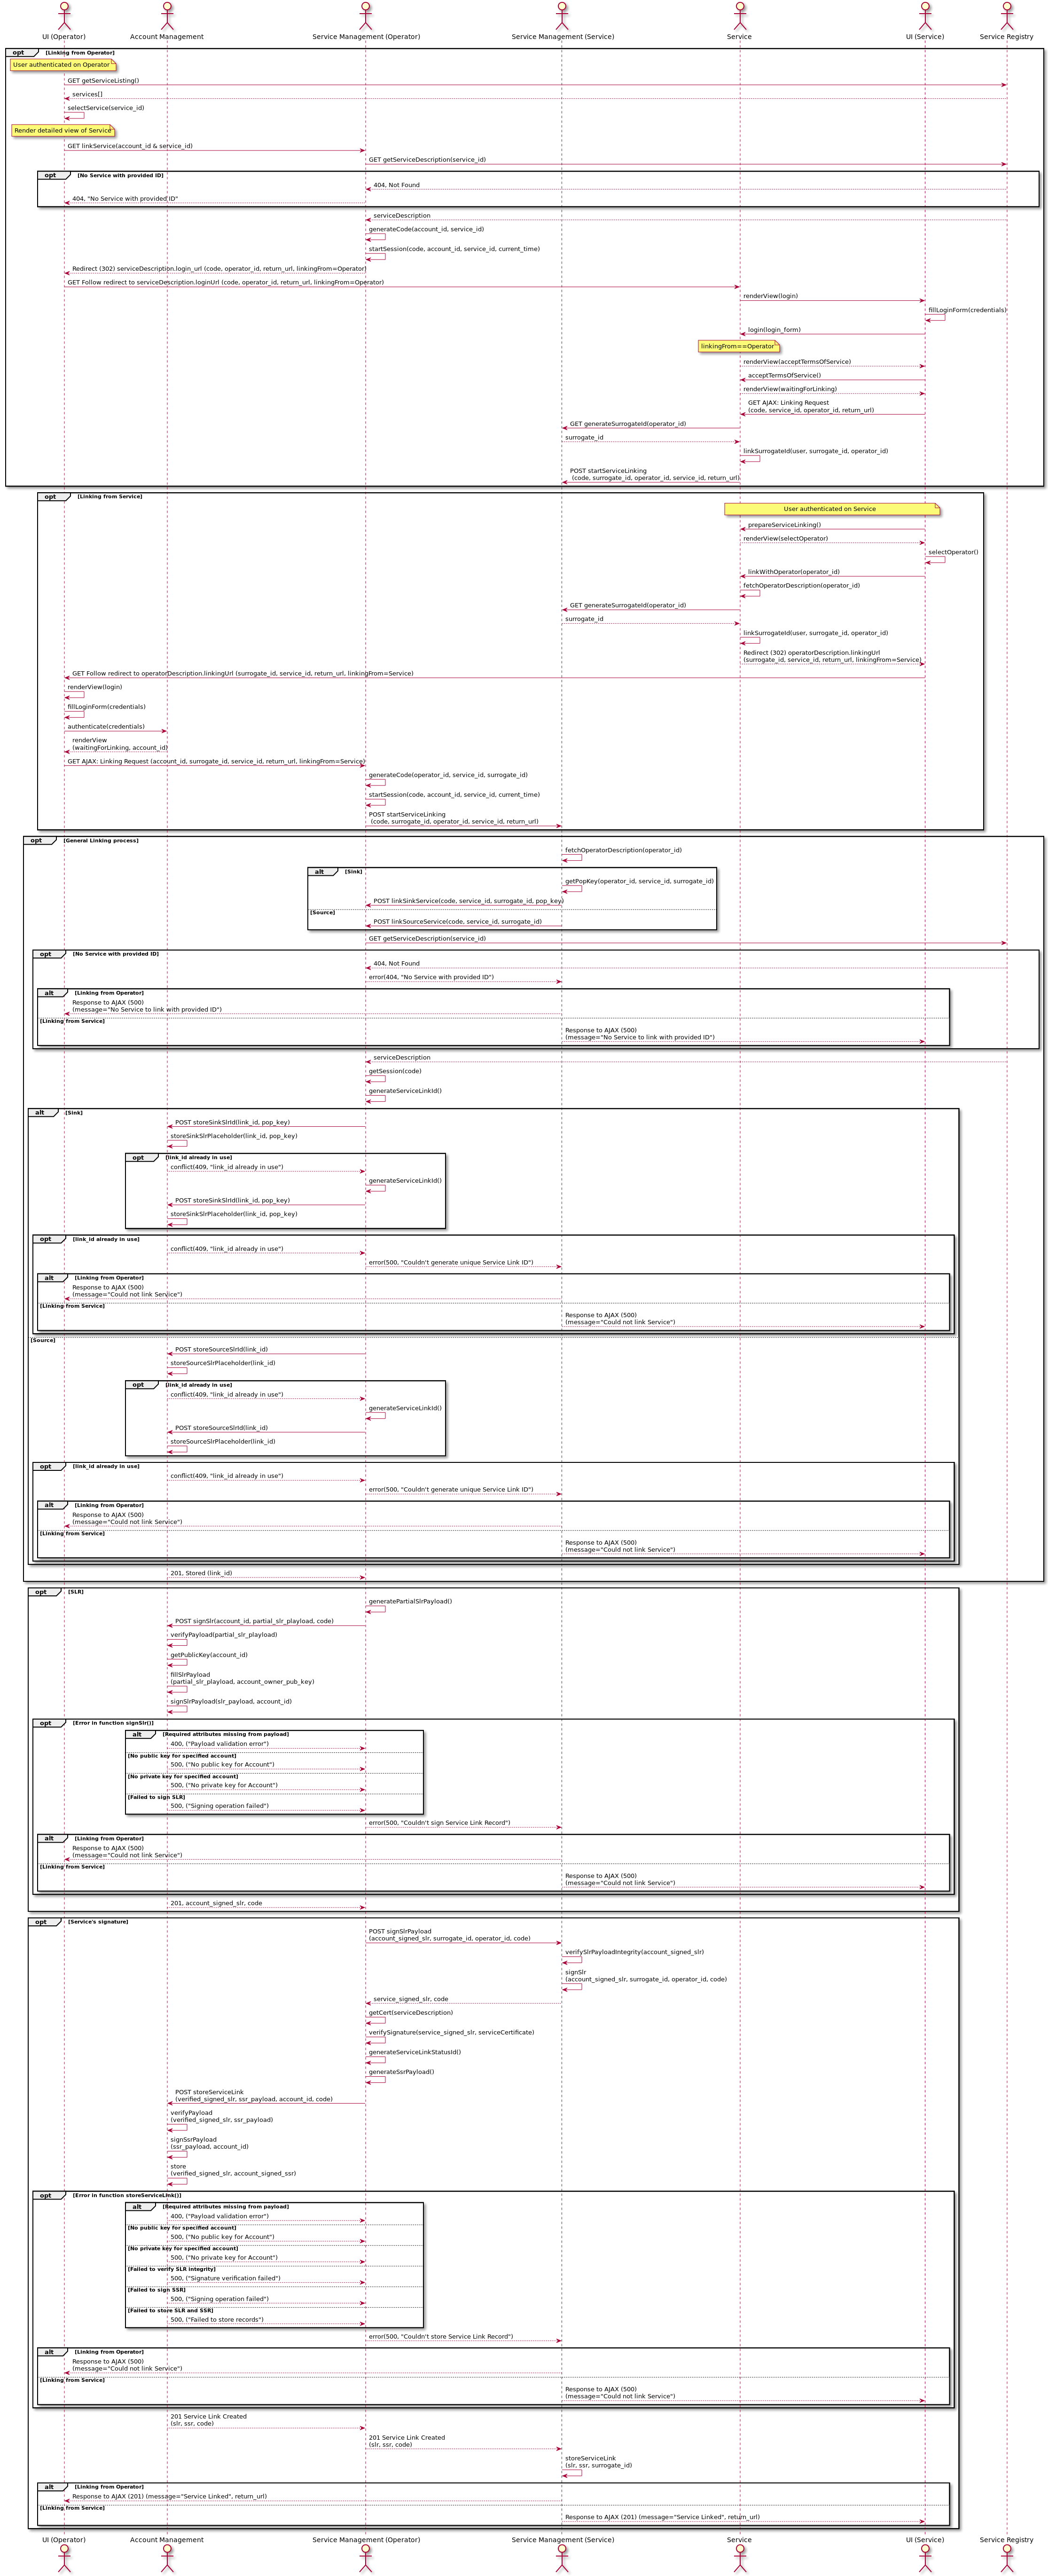 UI (Operator) Account Management Service Management (Operator) Service Management (Service) Service UI (Service) Service Registry
opt [Linking from Operator]
User authenticated on Operator
GET getServiceListing()
services[]
selectService(service_id)
Render detailed view of Service
GET linkService(account_id & service_id)
GET getServiceDescription(service_id)
opt [No Service with provided ID]
404, Not Found
404, "No Service with provided ID"
serviceDescription
generateCode(account_id, service_id)
startSession(code, account_id, service_id, current_time)
Redirect (302) serviceDescription.login_url (code, operator_id, return_url, linkingFrom=Operator)
GET Follow redirect to serviceDescription.loginUrl (code, operator_id, return_url, linkingFrom=Operator)
renderView(login)
fillLoginForm(credentials)
login(login_form)
linkingFrom==Operator
renderView(acceptTermsOfService)
acceptTermsOfService()
renderView(waitingForLinking)
GET AJAX: Linking Request
(code, service_id, operator_id, return_url)
GET generateSurrogateId(operator_id)
surrogate_id
linkSurrogateId(user, surrogate_id, operator_id)
POST startServiceLinking
(code, surrogate_id, operator_id, service_id, return_url)
opt [Linking from Service]
User authenticated on Service
prepareServiceLinking()
renderView(selectOperator)
selectOperator()
linkWithOperator(operator_id)
fetchOperatorDescription(operator_id)
GET generateSurrogateId(operator_id)
surrogate_id
linkSurrogateId(user, surrogate_id, operator_id)
Redirect (302) operatorDescription.linkingUrl
(surrogate_id, service_id, return_url, linkingFrom=Service)
GET Follow redirect to operatorDescription.linkingUrl (surrogate_id, service_id, return_url, linkingFrom=Service)
renderView(login)
fillLoginForm(credentials)
authenticate(credentials)
renderView
(waitingForLinking, account_id)
GET AJAX: Linking Request (account_id, surrogate_id, service_id, return_url, linkingFrom=Service)
generateCode(operator_id, service_id, surrogate_id)
startSession(code, account_id, service_id, current_time)
POST startServiceLinking
(code, surrogate_id, operator_id, service_id, return_url)
opt [General Linking process]
fetchOperatorDescription(operator_id)
alt [Sink]
getPopKey(operator_id, service_id, surrogate_id)
POST linkSinkService(code, service_id, surrogate_id, pop_key)
[Source]
POST linkSourceService(code, service_id, surrogate_id)
GET getServiceDescription(service_id)
opt [No Service with provided ID]
404, Not Found
error(404, "No Service with provided ID")
alt [Linking from Operator]
Response to AJAX (500)
(message="No Service to link with provided ID")
[Linking from Service]
Response to AJAX (500)
(message="No Service to link with provided ID")
serviceDescription
getSession(code)
generateServiceLinkId()
alt [Sink]
POST storeSinkSlrId(link_id, pop_key)
storeSinkSlrPlaceholder(link_id, pop_key)
opt [link_id already in use]
conflict(409, "link_id already in use")
generateServiceLinkId()
POST storeSinkSlrId(link_id, pop_key)
storeSinkSlrPlaceholder(link_id, pop_key)
opt [link_id already in use]
conflict(409, "link_id already in use")
error(500, "Couldn't generate unique Service Link ID")
alt [Linking from Operator]
Response to AJAX (500)
(message="Could not link Service")
[Linking from Service]
Response to AJAX (500)
(message="Could not link Service")
[Source]
POST storeSourceSlrId(link_id)
storeSourceSlrPlaceholder(link_id)
opt [link_id already in use]
conflict(409, "link_id already in use")
generateServiceLinkId()
POST storeSourceSlrId(link_id)
storeSourceSlrPlaceholder(link_id)
opt [link_id already in use]
conflict(409, "link_id already in use")
error(500, "Couldn't generate unique Service Link ID")
alt [Linking from Operator]
Response to AJAX (500)
(message="Could not link Service")
[Linking from Service]
Response to AJAX (500)
(message="Could not link Service")
201, Stored (link_id)
opt [SLR]
generatePartialSlrPayload()
POST signSlr(account_id, partial_slr_playload, code)
verifyPayload(partial_slr_playload)
getPublicKey(account_id)
fillSlrPayload
(partial_slr_playload, account_owner_pub_key)
signSlrPayload(slr_payload, account_id)
opt [Error in function signSlr()]
alt [Required attributes missing from payload]
400, ("Payload validation error")
[No public key for specified account]
500, ("No public key for Account")
[No private key for specified account]
500, ("No private key for Account")
[Failed to sign SLR]
500, ("Signing operation failed")
error(500, "Couldn't sign Service Link Record")
alt [Linking from Operator]
Response to AJAX (500)
(message="Could not link Service")
[Linking from Service]
Response to AJAX (500)
(message="Could not link Service")
201, account_signed_slr, code
opt [Service's signature]
POST signSlrPayload
(account_signed_slr, surrogate_id, operator_id, code)
verifySlrPayloadIntegrity(account_signed_slr)
signSlr
(account_signed_slr, surrogate_id, operator_id, code)
service_signed_slr, code
getCert(serviceDescription)
verifySignature(service_signed_slr, serviceCertificate)
generateServiceLinkStatusId()
generateSsrPayload()
POST storeServiceLink
(verified_signed_slr, ssr_payload, account_id, code)
verifyPayload
(verified_signed_slr, ssr_payload)
signSsrPayload
(ssr_payload, account_id)
store
(verified_signed_slr, account_signed_ssr)
opt [Error in function storeServiceLink()]
alt [Required attributes missing from payload]
400, ("Payload validation error")
[No public key for specified account]
500, ("No public key for Account")
[No private key for specified account]
500, ("No private key for Account")
[Failed to verify SLR integrity]
500, ("Signature verification failed")
[Failed to sign SSR]
500, ("Signing operation failed")
[Failed to store SLR and SSR]
500, ("Failed to store records")
error(500, "Couldn't store Service Link Record")
alt [Linking from Operator]
Response to AJAX (500)
(message="Could not link Service")
[Linking from Service]
Response to AJAX (500)
(message="Could not link Service")
201 Service Link Created
(slr, ssr, code)
201 Service Link Created
(slr, ssr, code)
storeServiceLink
(slr, ssr, surrogate_id)
alt [Linking from Operator]
Response to AJAX (201) (message="Service Linked", return_url)
[Linking from Service]
Response to AJAX (201) (message="Service Linked", return_url)
UI (Operator) Account Management Service Management (Operator) Service Management (Service) Service UI (Service) Service Registry